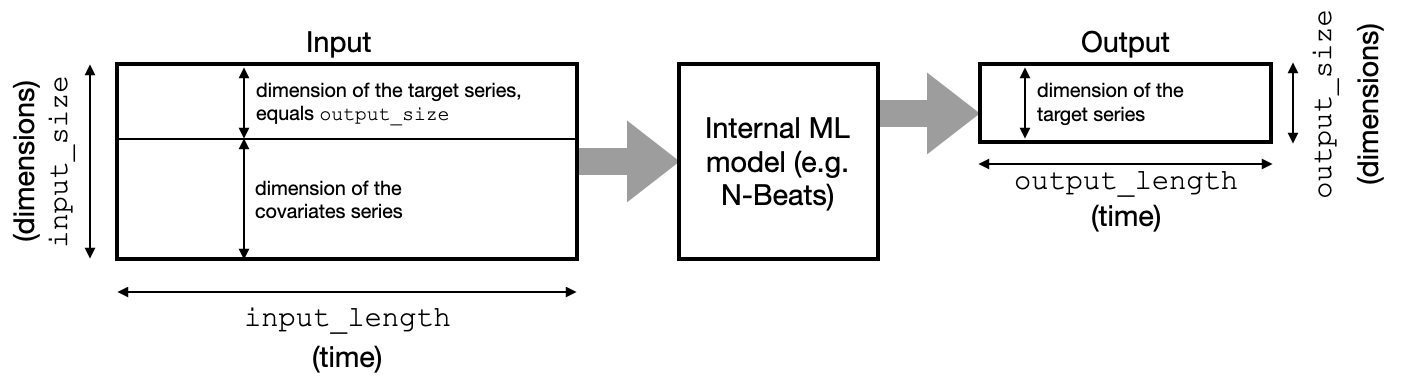 Input
(dimensions)
input_size
dimension of the target series,
equals output_size
dimension of the
covariates series
input_length
(time)
Internal ML
model (e.g.
N-Beats)
Output
dimension of the
target series
output_length
(time)
output_size
(dimensions)